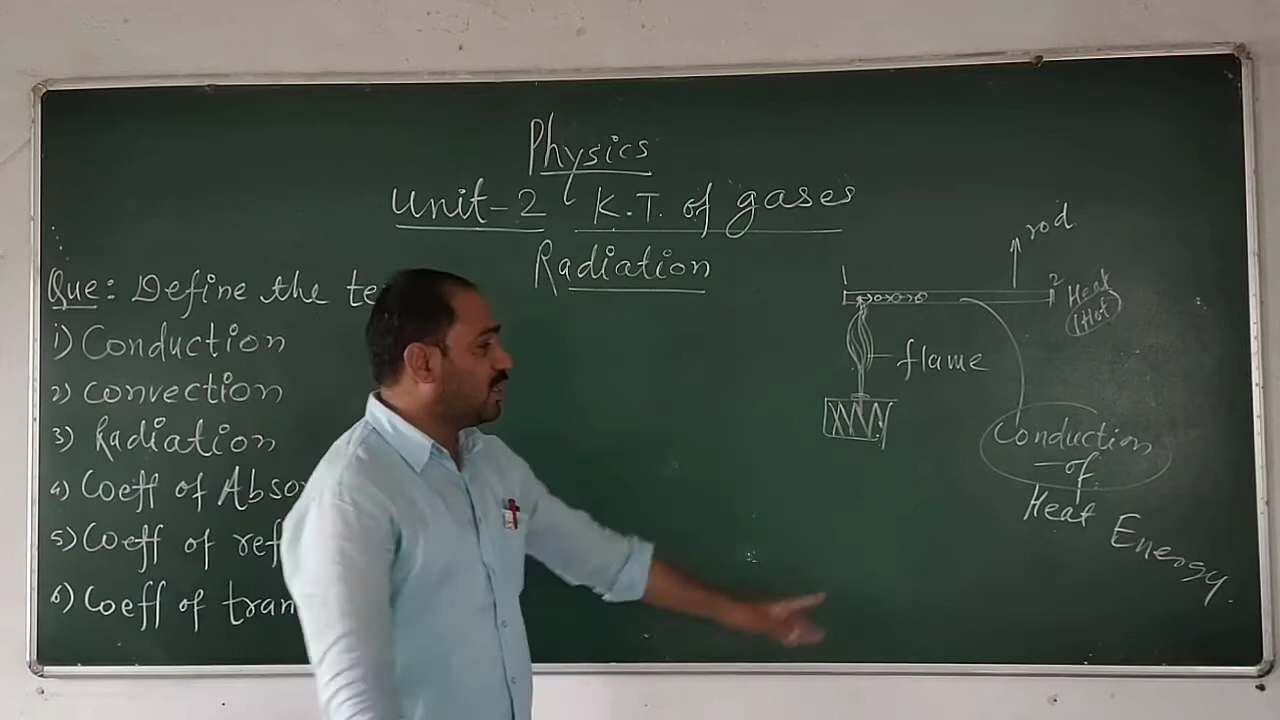 Physics
Unit-2 K.T. of gases
Radiation
Que: Define the te
1) Conduction
2) Convection
3) Radiation
4) Coeff of Abso
5) Coeff of ref
6) Coeff of tran
rod
1
2
Heat
(Hot)
flame
Conduction
of
Heat Energy.